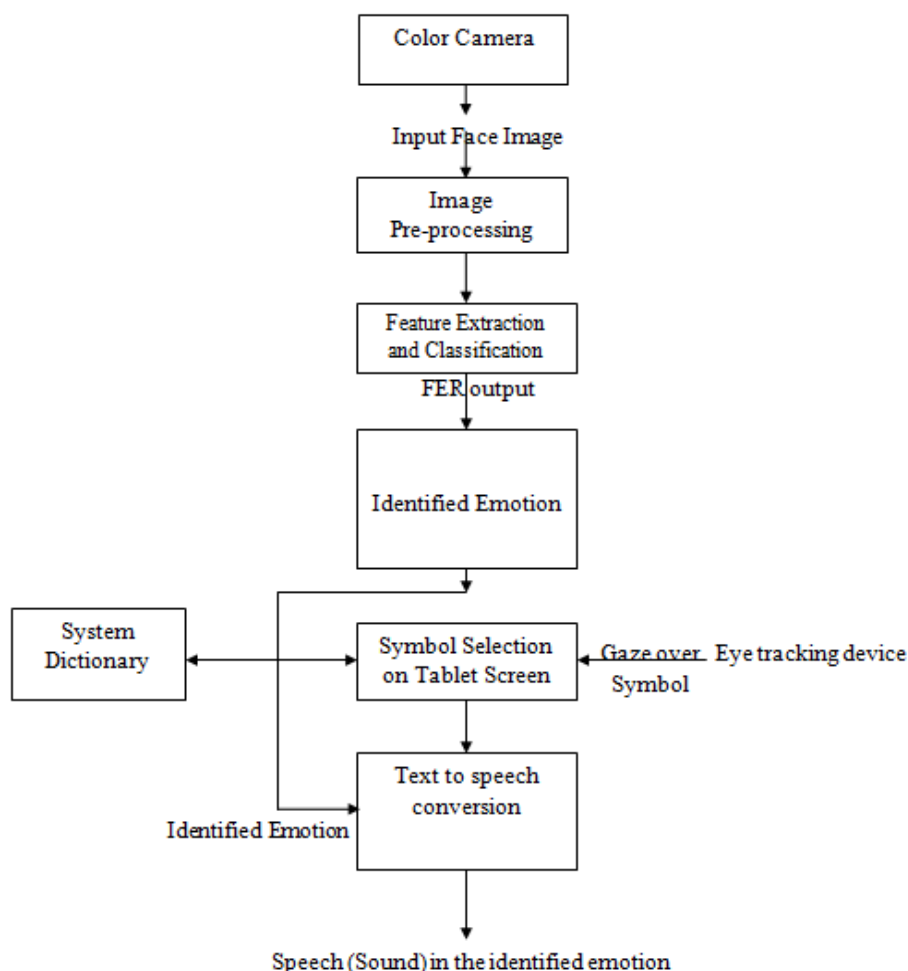 Color Camera
Input Face Image
Image
Pre-processing
Feature Extraction
and Classification
FER output
Identified Emotion
System
Dictionary
Symbol Selection
on Tablet Screen
Gaze over
Symbol
Eye tracking device
Text to speech
conversion
Identified Emotion
Speech (Sound) in the identified emotion